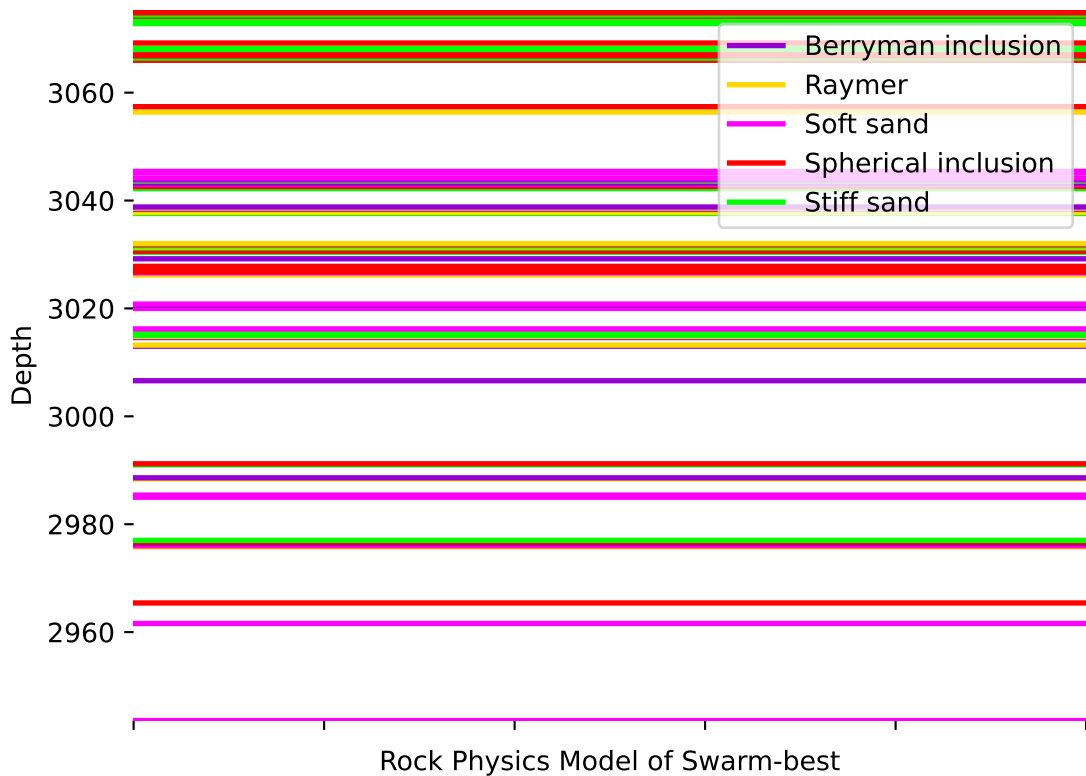 Berryman inclusion
Raymer
Soft sand
Spherical inclusion
Stiff sand
3060
3040
3020
3000
2980
2960
Depth
Rock Physics Model of Swarm-best